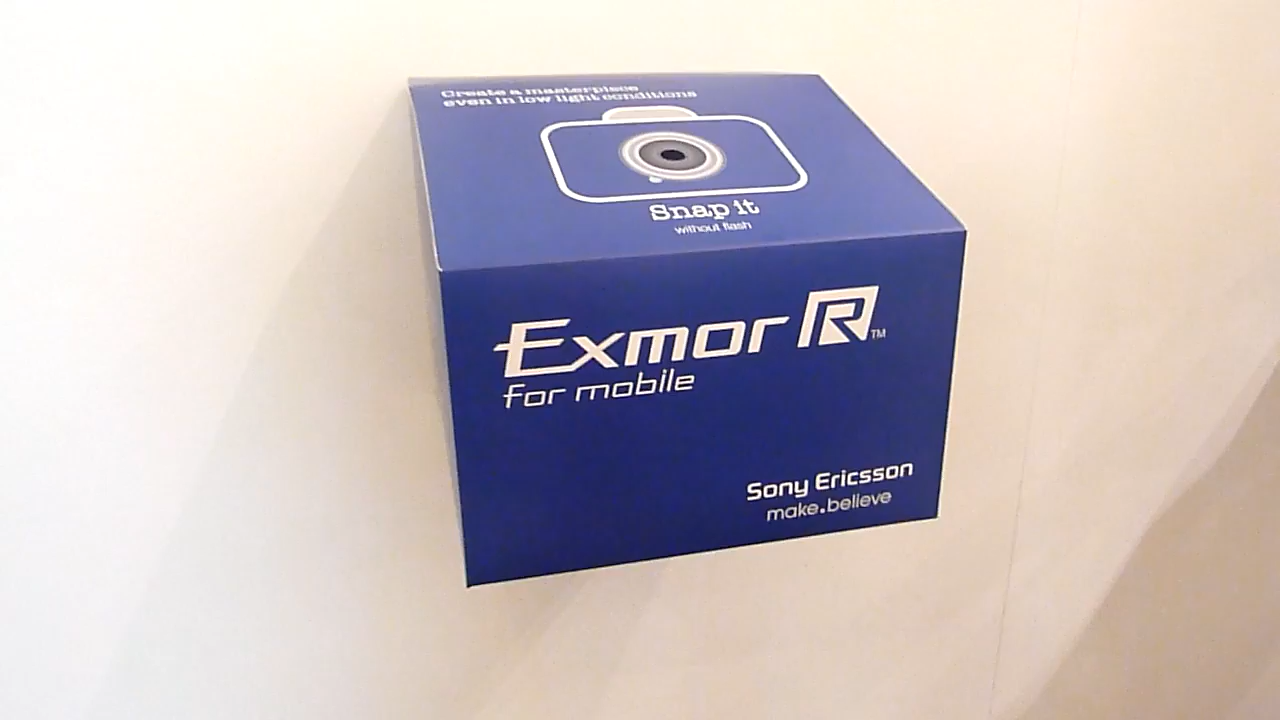 Create a masterpiece
even in low light conditions
Snap it
without flash
Exmor R™
for mobile
Sony Ericsson
make.believe